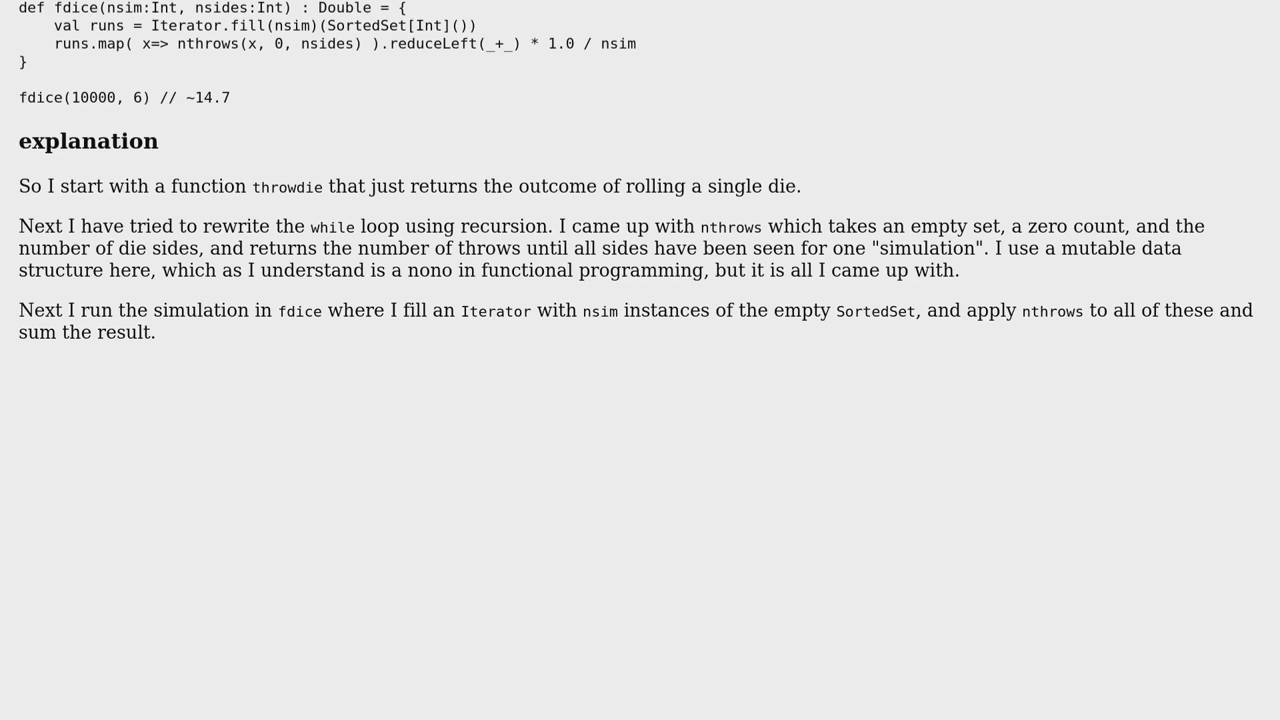 def fdice(nsim:Int, nsides:Int) : Double = {
    val runs = Iterator.fill(nsim)(SortedSet[Int]())
    runs.map( x=> nthrows(x, 0, nsides) ).reduceLeft(_+_) * 1.0 / nsim
}
fdice(10000, 6) // ~14.7
explanation
So I start with a function throwdie that just returns the outcome of rolling a single die.
Next I have tried to rewrite the while loop using recursion. I came up with nthrows which takes an empty set, a zero count, and the
number of die sides, and returns the number of throws until all sides have been seen for one "simulation". I use a mutable data
structure here, which as I understand is a nono in functional programming, but it is all I came up with.
Next I run the simulation in fdice where I fill an Iterator with nsim instances of the empty SortedSet, and apply nthrows to all of these and
sum the result.